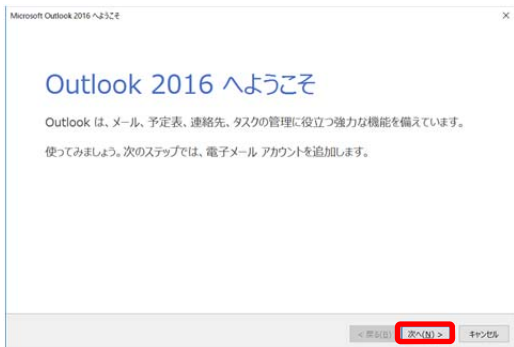 Microsoft Outlook 2016 へようこそ
Outlook 2016 へようこそ
Outlook は、メール、予定表、連絡先、タスクの管理に役立つ強力な機能を備えています。
使ってみましょう。次のステップでは、電子メール アカウントを追加します。
< 戻る(B) 次へ(N) > キャンセル